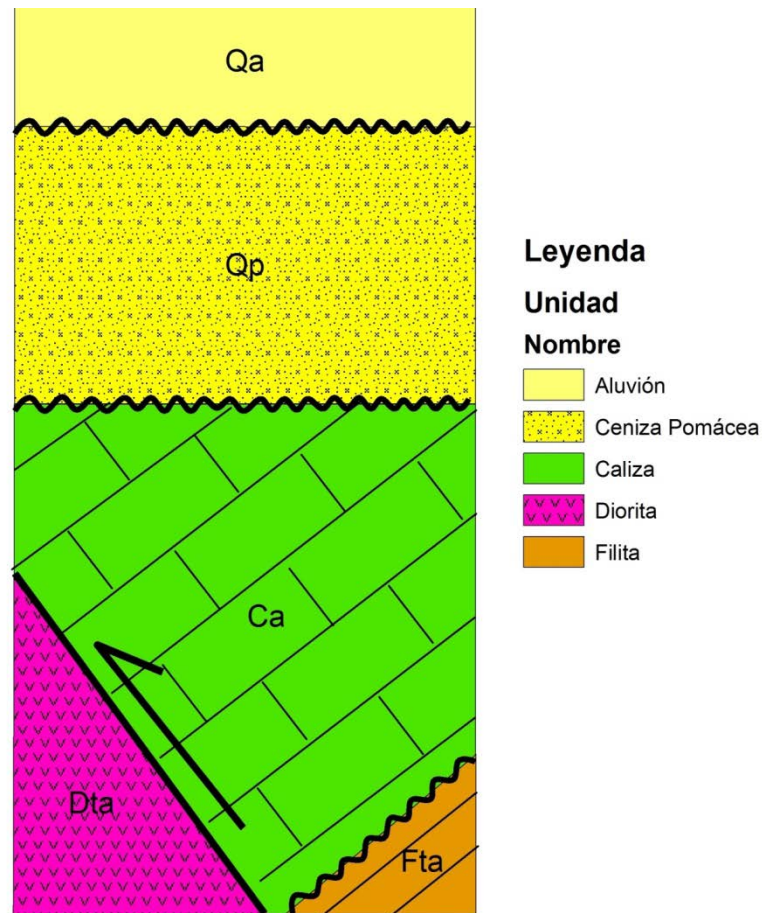 Qa
Qp
Ca
Dta
Fta
Leyenda
Unidad
Nombre
Aluvión
Ceniza Pomácea
Caliza
Diorita
Filita